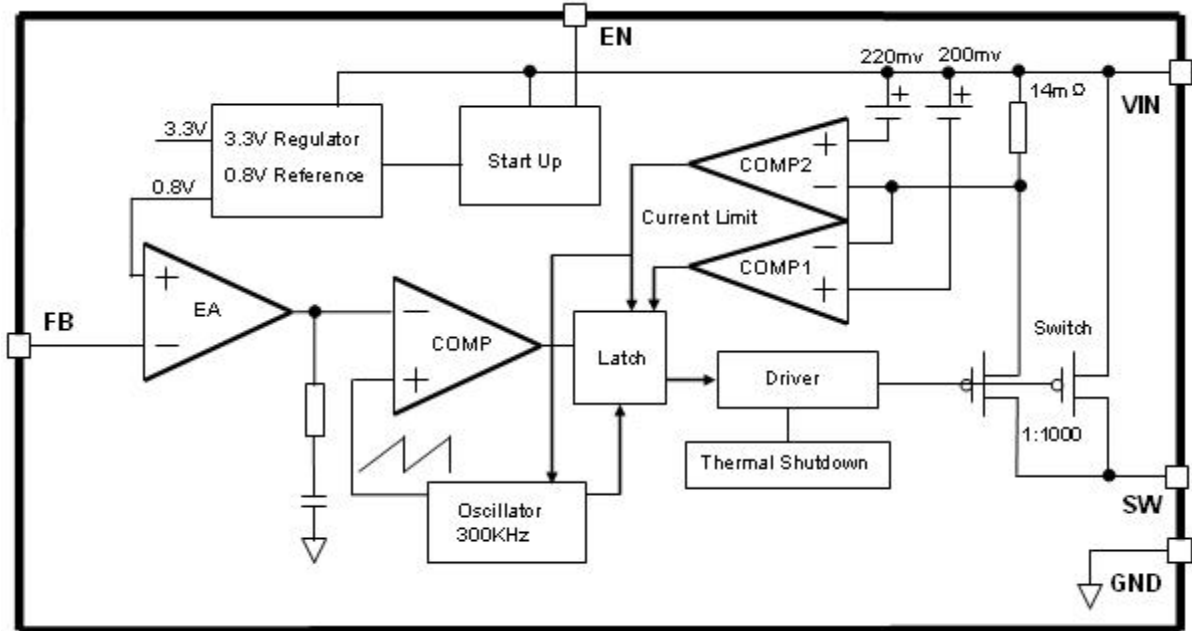 EN
220mv 200mv
14mΩ
VIN
3.3V
3.3V Regulator
0.8V Reference
0.8V
Start Up
+
+
+
−
COMP2
Current Limit
−
+
COMP1
+
−
EA
FB
−
+
COMP
Latch
Switch
Driver
1:1000
Thermal Shutdown
Oscillator
300KHz
SW
GND